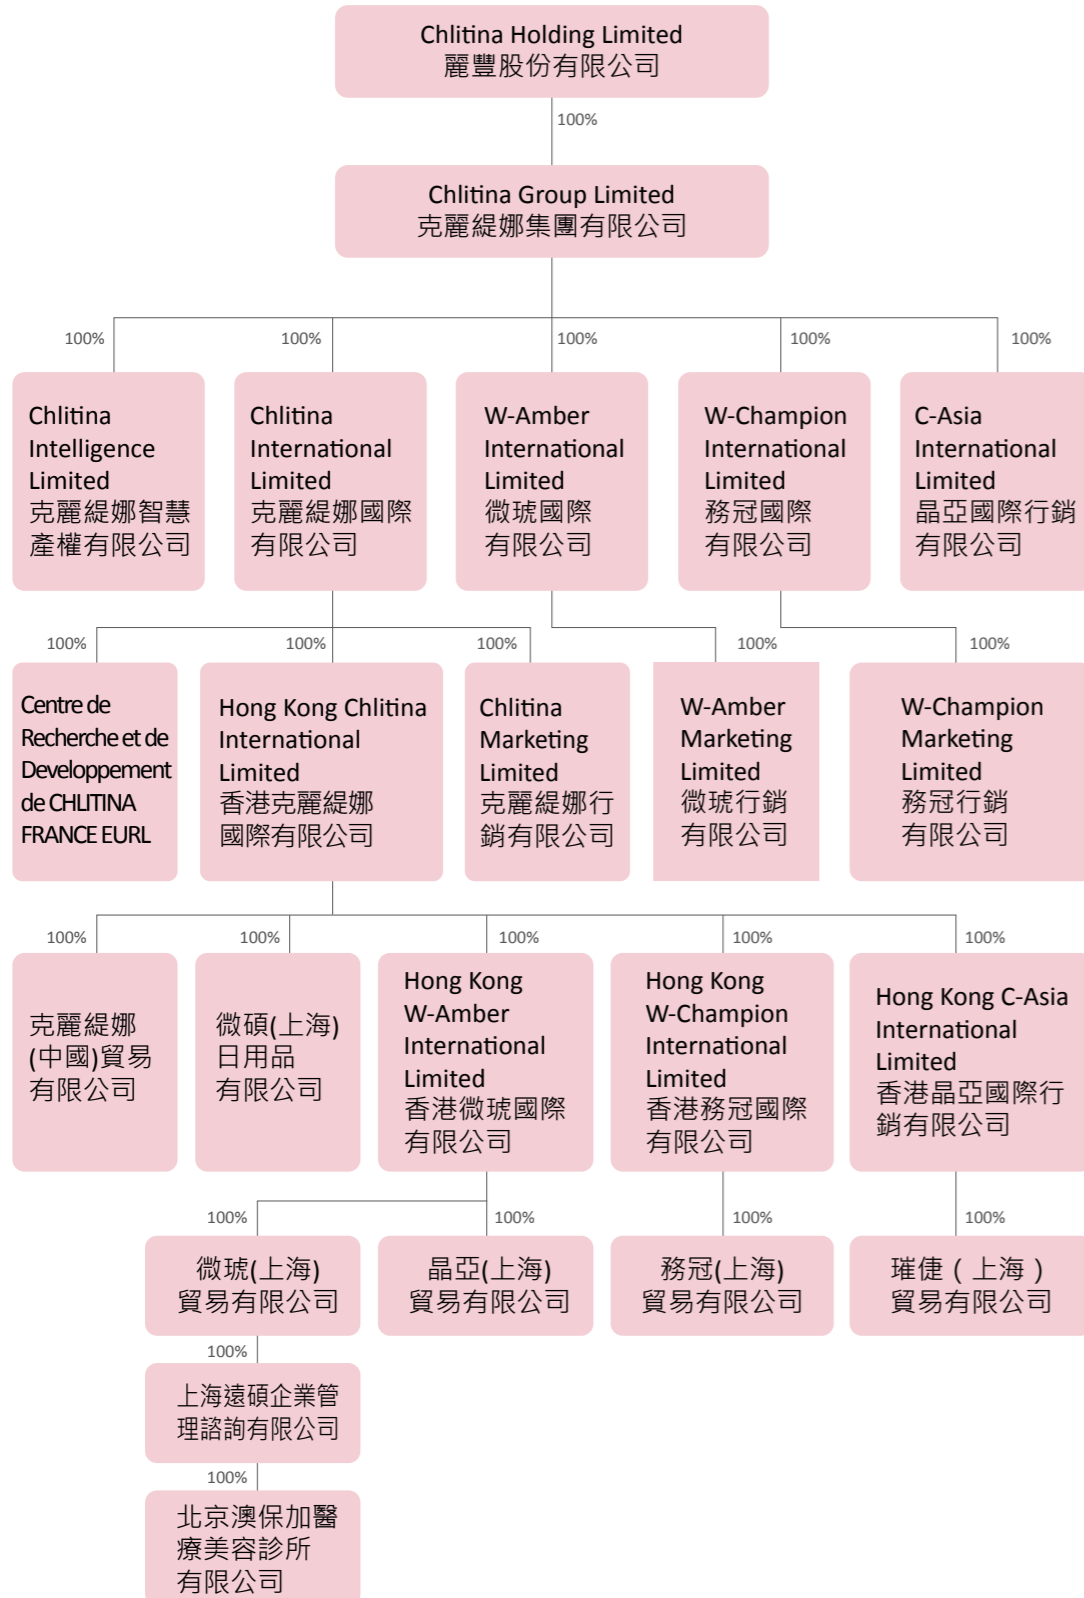 Chlitina Holding Limited
麗豐股份有限公司
100%
Chlitina Group Limited
克麗緹娜集團有限公司
100%
100%
100%
100%
100%
Chlitina
Intelligence
Limited
克麗緹娜智慧
產權有限公司
Chlitina
International
Limited
克麗緹娜國際
有限公司
W-Amber
International
Limited
微琥國際
有限公司
W-Champion
International
Limited
務冠國際
有限公司
C-Asia
International
Limited
晶亞國際行銷
有限公司
100%
100%
100%
100%
100%
Centre de
Recherche et de
Developpement
de CHLITINA
FRANCE EURL
Hong Kong Chlitina
International
Limited
香港克麗緹娜
國際有限公司
Chlitina
Marketing
Limited
克麗緹娜行
銷有限公司
W-Amber
Marketing
Limited
微琥行銷
有限公司
W-Champion
Marketing
Limited
務冠行銷
有限公司
100%
100%
100%
100%
100%
克麗緹娜
(中國)貿易
有限公司
微碩(上海)
日用品
有限公司
Hong Kong
W-Amber
International
Limited
香港微琥國際
有限公司
Hong Kong
W-Champion
International
Limited
香港務冠國際
有限公司
Hong Kong C-Asia
International
Limited
香港晶亞國際行
銷有限公司
100%
100%
100%
100%
微琥(上海)
貿易有限公司
晶亞(上海)
貿易有限公司
務冠(上海)
貿易有限公司
璀倢（上海）
貿易有限公司
100%
上海遠碩企業管
理諮詢有限公司
100%
北京澳保加醫
療美容診所
有限公司